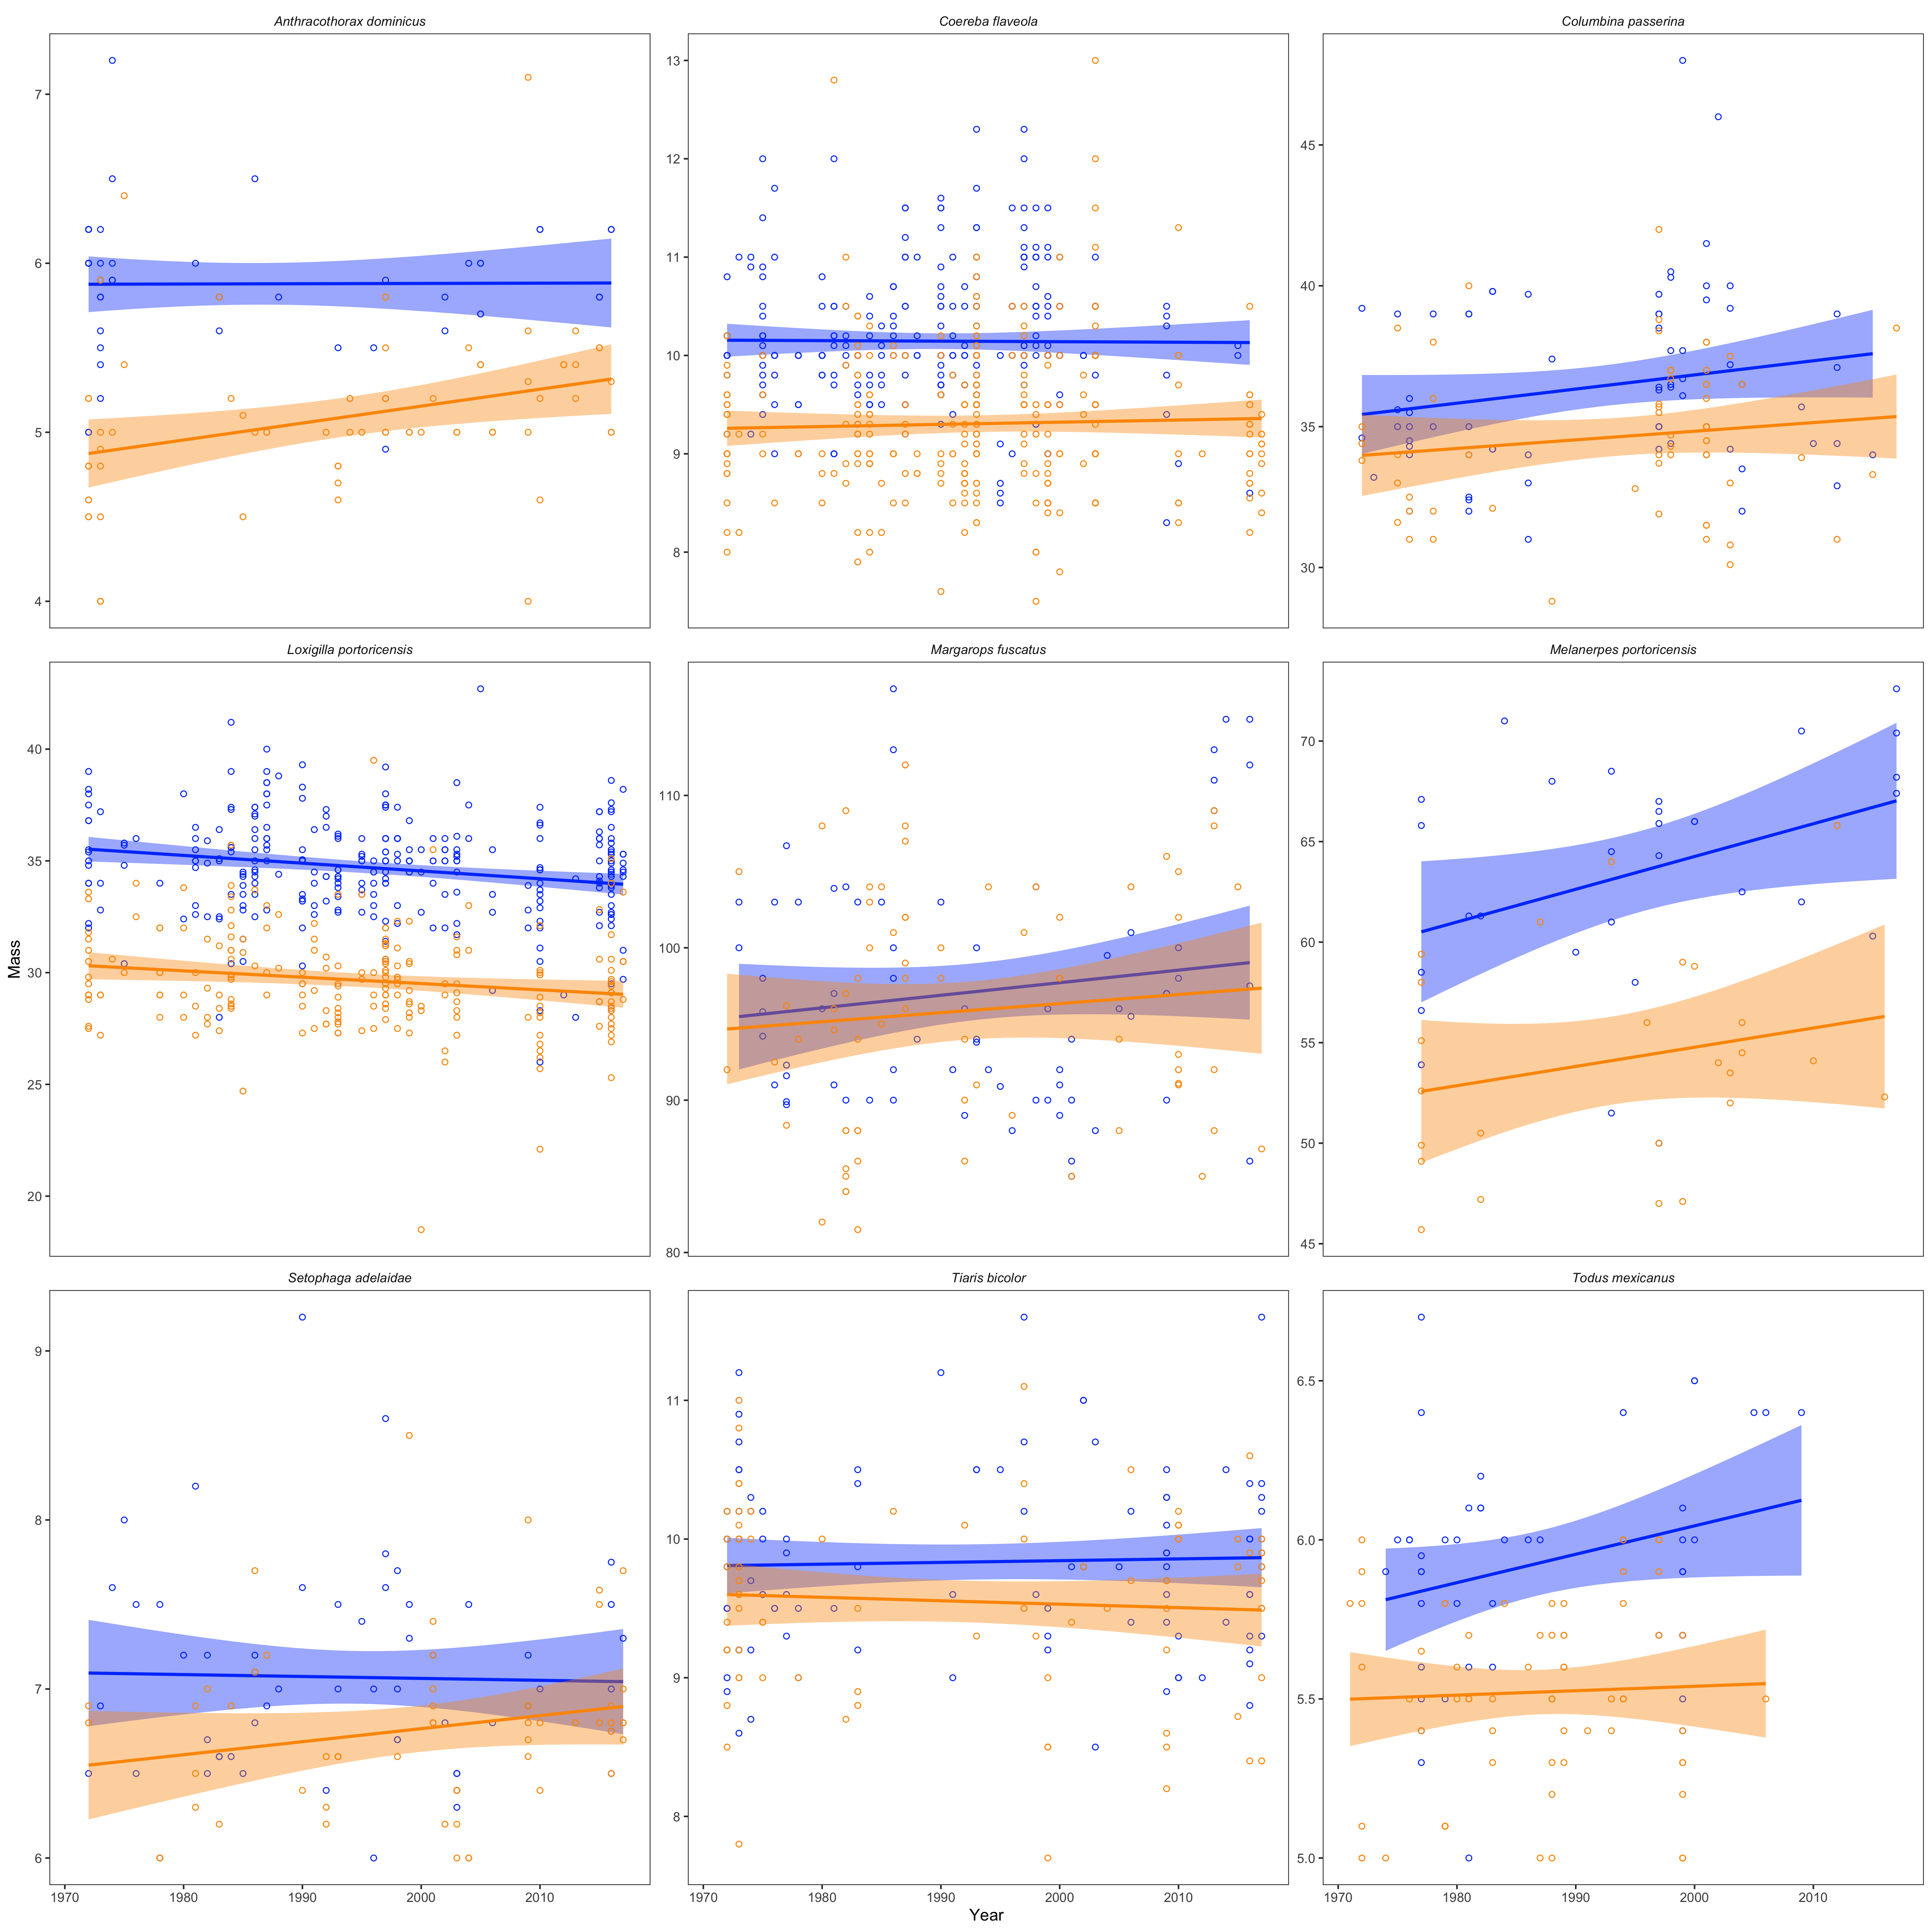 Anthracothorax dominicus
Coereba flaveola
Columbina passerina
7
6
5
4
13
12
11
10
9
8
45
40
35
30
Loxigilla portoricensis
Margarops fuscatus
Melanerpes portoricensis
Mass
40
35
30
25
20
110
100
90
80
70
65
60
55
50
45
Setophaga adelaidae
Tiaris bicolor
Todus mexicanus
9
8
7
6
11
10
9
8
6.5
6.0
5.5
5.0
1970 1980 1990 2000 2010
1970 1980 1990 2000 2010
1970 1980 1990 2000 2010
Year